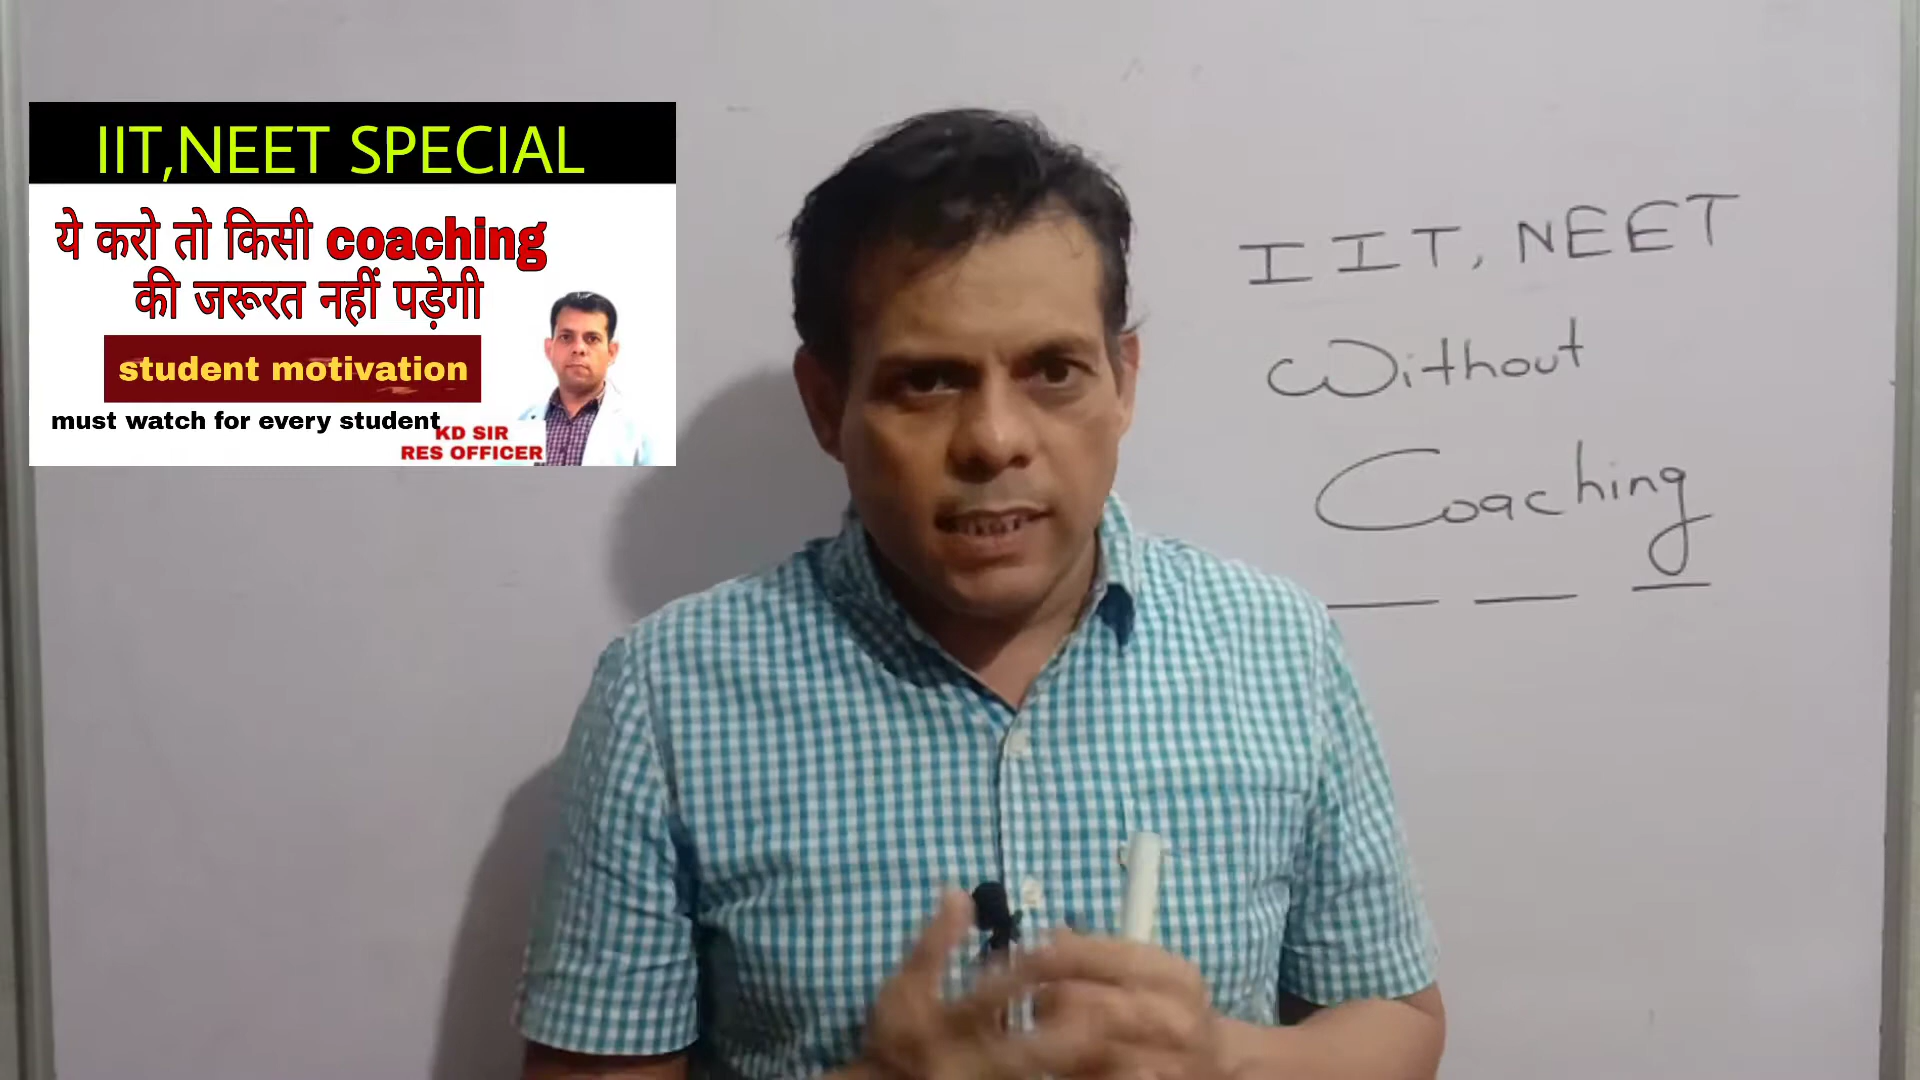 IIT,NEET SPECIAL
ये करो तो किसी coaching
की जरूरत नहीं पड़ेगी
student motivation
must watch for every student
KD SIR
RES OFFICER
IIT, NEET
Without
Coaching